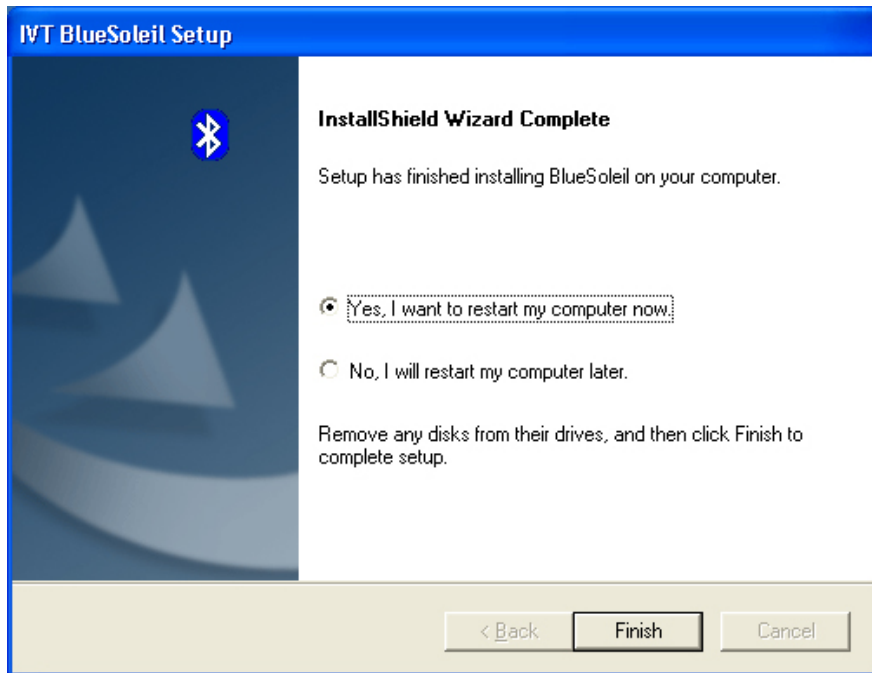 IVT BlueSoleil Setup
InstallShield Wizard Complete
Setup has finished installing BlueSoleil on your computer.
Yes, I want to restart my computer now.
No, I will restart my computer later.
Remove any disks from their drives, and then click Finish to
complete setup.
< Back Finish Cancel